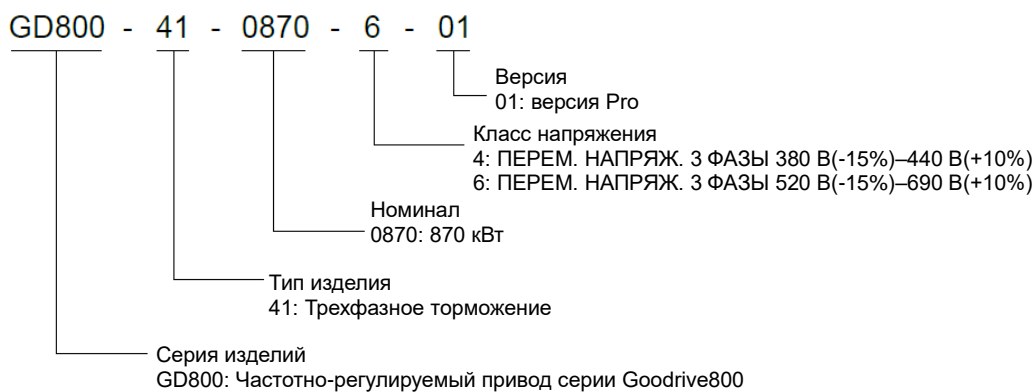 GD800 - 41 - 0870 - 6 - 01
Версия
01: версия Pro
Класс напряжения
4: ПЕРЕМ. НАПРЯЖ. 3 ФАЗЫ 380 В(-15%)–440 В(+10%)
6: ПЕРЕМ. НАПРЯЖ. 3 ФАЗЫ 520 В(-15%)–690 В(+10%)
Номинал
0870: 870 кВт
Тип изделия
41: Трехфазное торможение
Серия изделий
GD800: Частотно-регулируемый привод серии Goodrive800